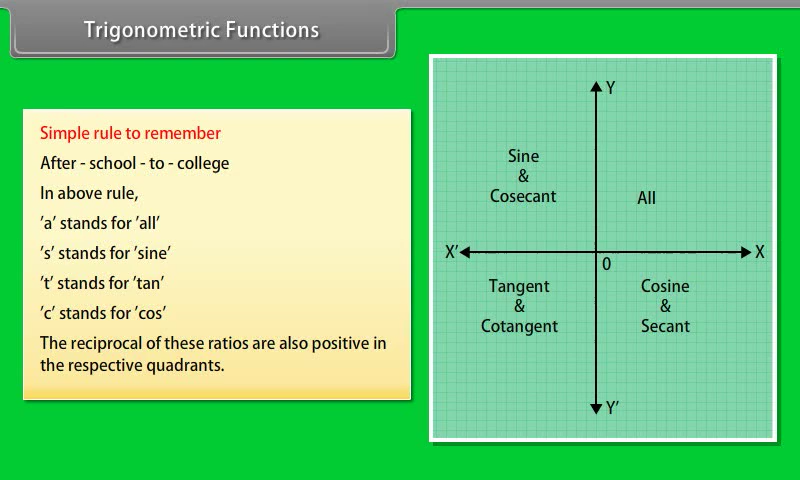 Trigonometric Functions
Simple rule to remember
After - school - to - college
In above rule,
'a' stands for 'all'
's' stands for 'sine'
't' stands for 'tan'
'c' stands for 'cos'
The reciprocal of these ratios are also positive in
the respective quadrants.
Y
Sine
&
Cosecant
All
X'
X
0
Tangent
&
Cotangent
Cosine
&
Secant
Y'